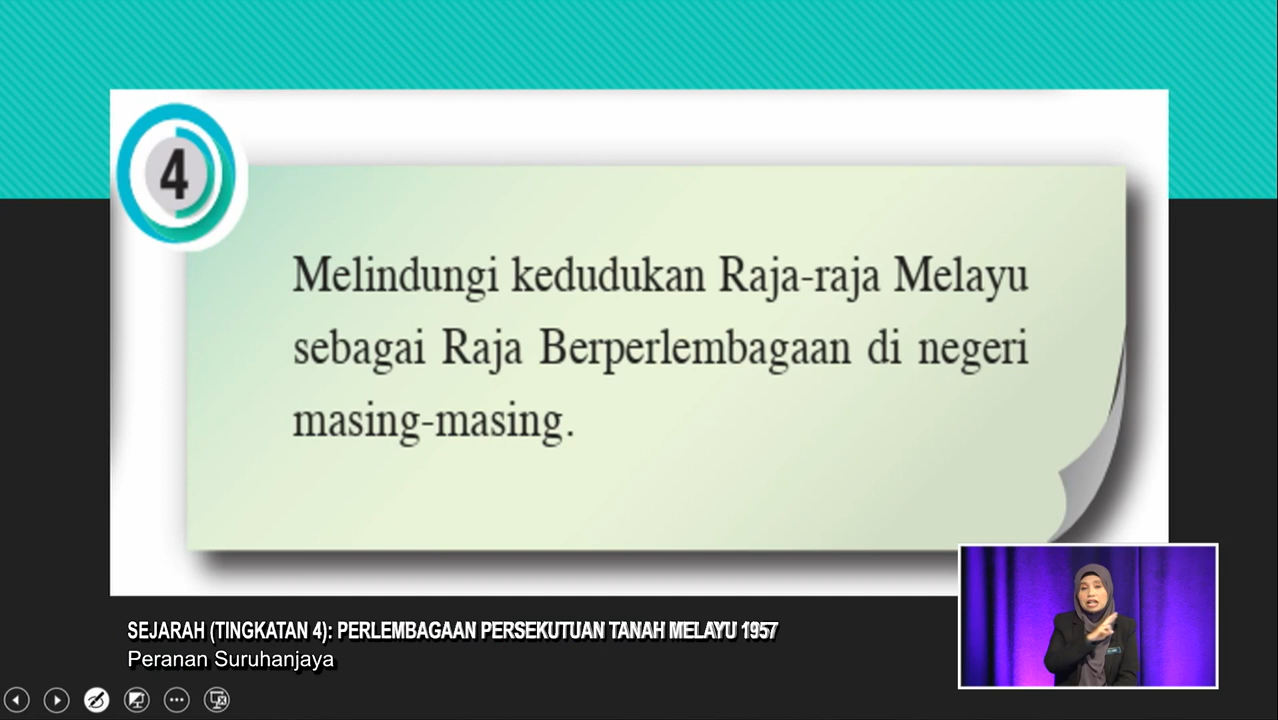 4
Melindungi kedudukan Raja-raja Melayu
sebagai Raja Berperlembagaan di negeri
masing-masing.
SEJARAH (TINGKATAN 4): PERLEMBAGAAN PERSEKUTUAN TANAH MELAYU 1957
Peranan Suruhanjaya